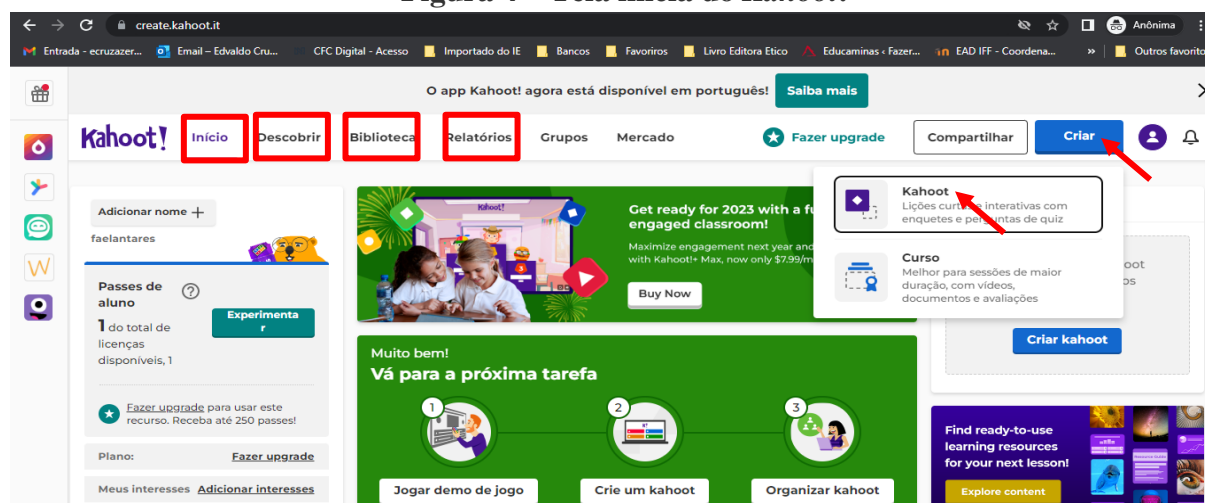 create.kahoot.it
Anônima
Entrada - ecruzazer...
Email – Edvaldo Cru...
CFC Digital - Acesso
Importado do IE
Bancos
Favoriros
Livro Editora Etico
Educaminas ‹ Fazer...
EAD IFF - Coordena...
»
Outros favorito
O app Kahoot! agora está disponível em português!
Saiba mais
Kahoot!
Início
Descobrir
Biblioteca
Relatórios
Grupos
Mercado
Fazer upgrade
Compartilhar
Criar
Adicionar nome +
faelantares
Passes de
aluno
?
1 do total de
licenças
disponíveis, 1
Experimenta
r
Fazer upgrade para usar este
recurso. Receba até 250 passes!
Plano:
Fazer upgrade
Meus interesses
Adicionar interesses
Kahoot!
Get ready for 2023 with a fu
engaged classroom!
Maximize engagement next year and
with Kahoot!+ Max, now only $7.99/m
Buy Now
Kahoot
Lições curtas e interativas com
enquetes e perguntas de quiz
Curso
Melhor para sessões de maior
duração, com vídeos,
documentos e avaliações
oot
os
Criar kahoot
Muito bem!
Vá para a próxima tarefa
1
2
3
Jogar demo de jogo
Crie um kahoot
Organizar kahoot
Find ready-to-use
learning resources
for your next lesson!
Explore content